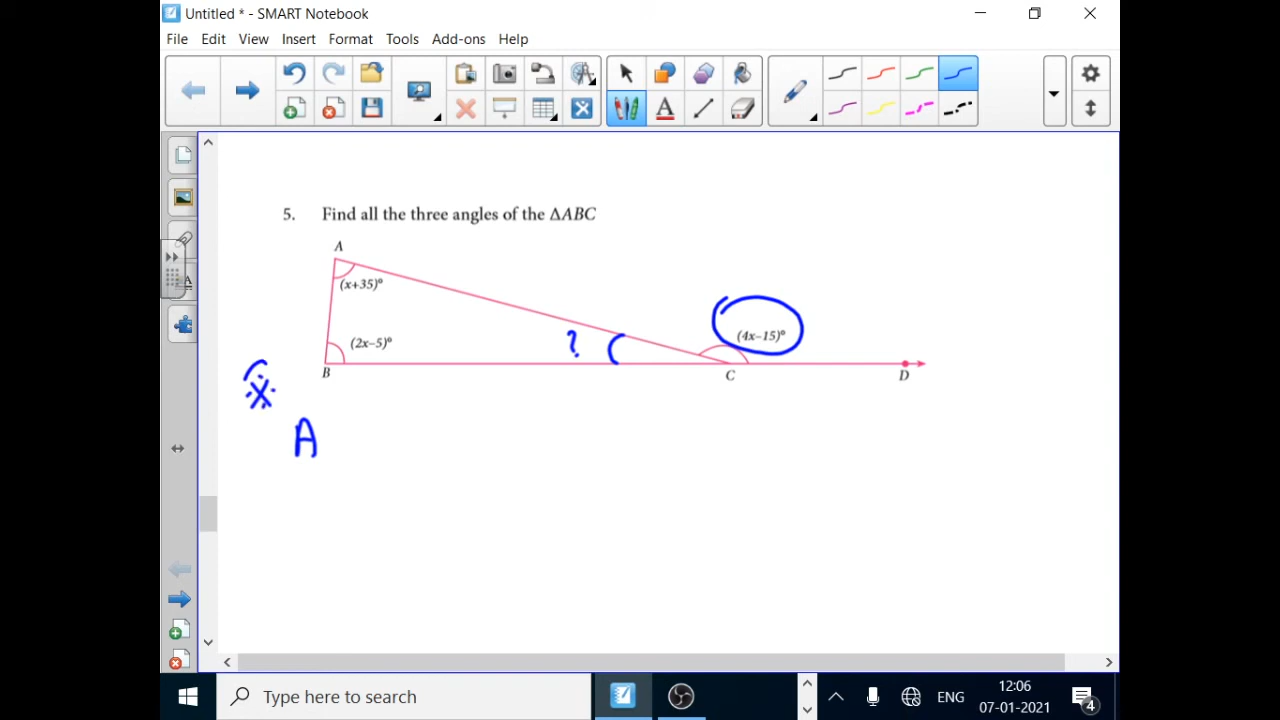 Untitled * - SMART Notebook
File Edit View Insert Format Tools Add-ons Help
5. Find all the three angles of the ΔABC
A
(x+35)°
(2x–5)°
?
(4x–15)°
B
C
D
A
Type here to search
ENG
12:06
07-01-2021
4